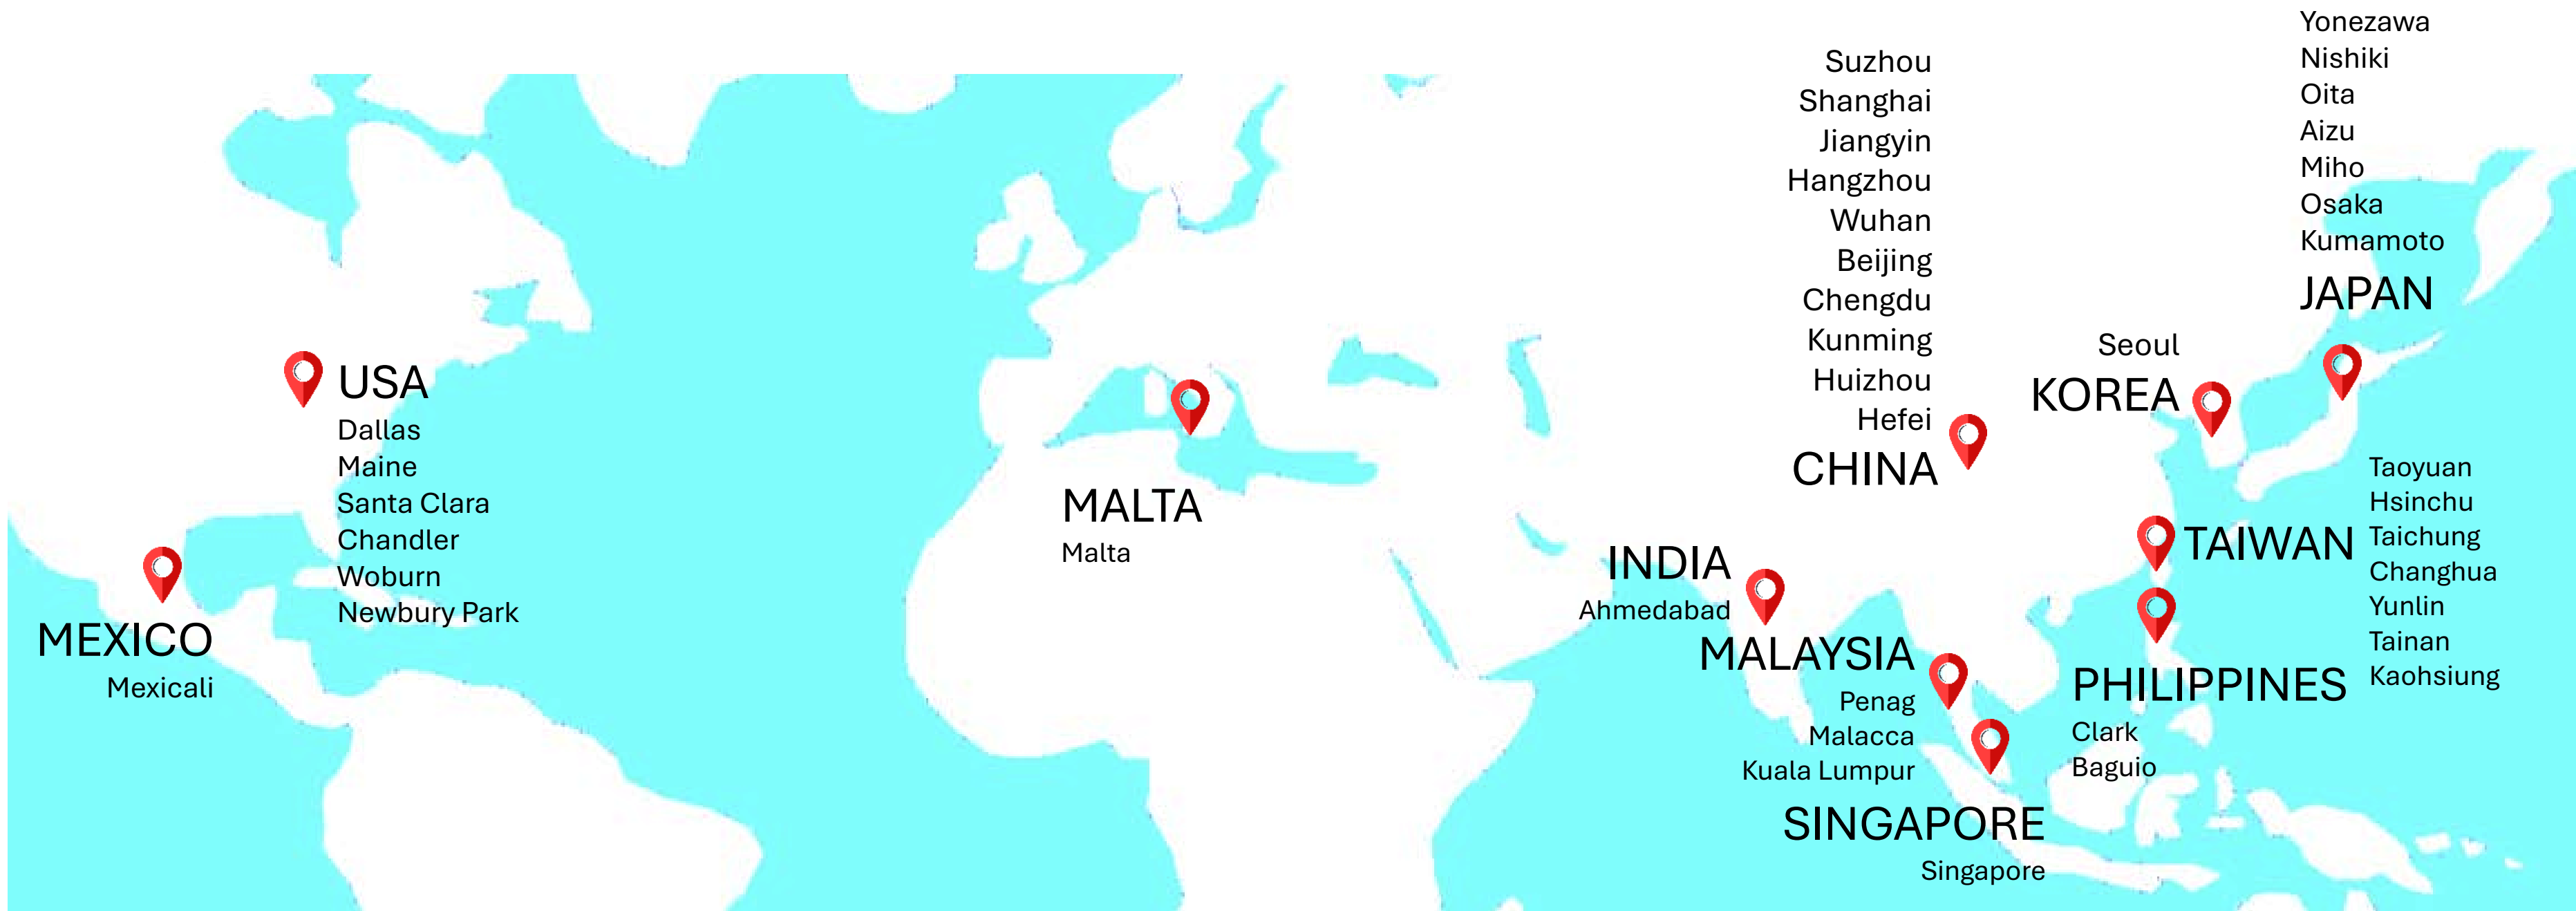 Yonezawa
Nishiki
Oita
Aizu
Miho
Osaka
Kumamoto
JAPAN
Suzhou
Shanghai
Jiangyin
Hangzhou
Wuhan
Beijing
Chengdu
Kunming
Huizhou
Hefei
CHINA
Seoul
KOREA
USA
Dallas
Maine
Santa Clara
Chandler
Woburn
Newbury Park
MEXICO
Mexicali
MALTA
Malta
INDIA
Ahmedabad
MALAYSIA
Penag
Malacca
Kuala Lumpur
SINGAPORE
Singapore
TAIWAN
Taoyuan
Hsinchu
Taichung
Changhua
Yunlin
Tainan
Kaohsiung
PHILIPPINES
Clark
Baguio